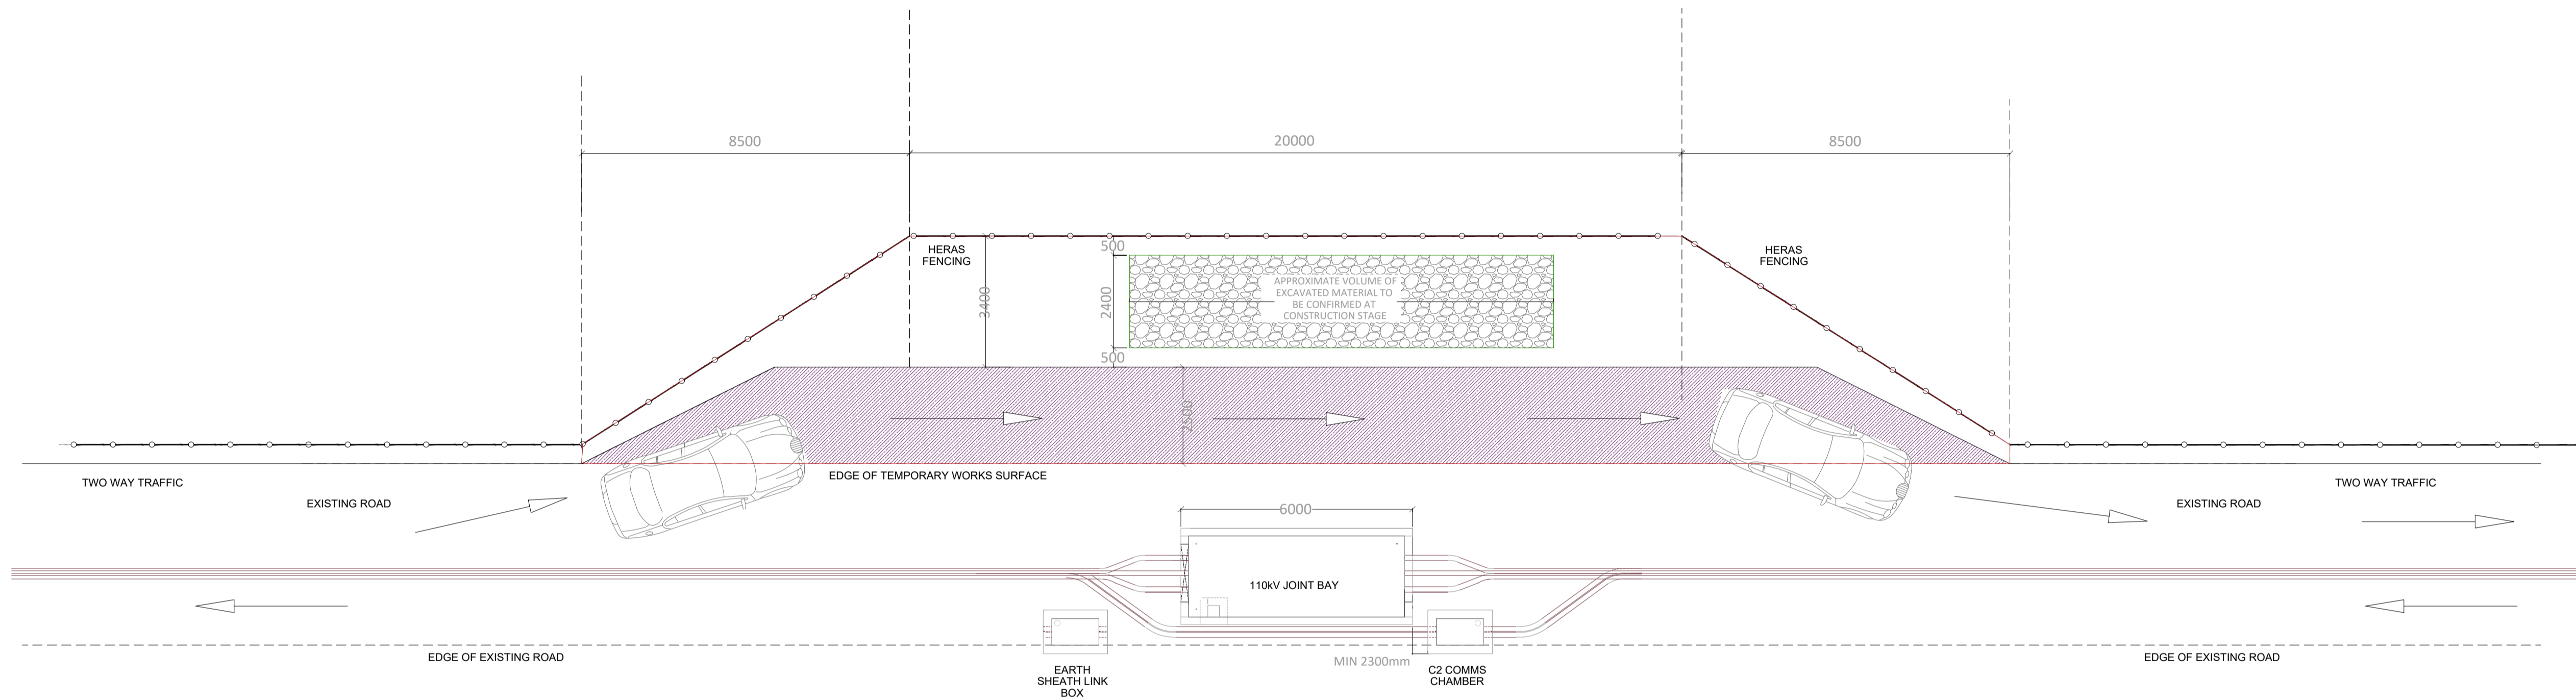 8500
20000
8500
HERAS
FENCING
500
HERAS
FENCING
3400
2400
APPROXIMATE VOLUME OF
EXCAVATED MATERIAL TO
BE CONFIRMED AT
CONSTRUCTION STAGE
500
2500
EDGE OF TEMPORARY WORKS SURFACE
TWO WAY TRAFFIC
TWO WAY TRAFFIC
EXISTING ROAD
EXISTING ROAD
6000
110kV JOINT BAY
EDGE OF EXISTING ROAD
EDGE OF EXISTING ROAD
MIN 2300mm
EARTH
SHEATH LINK
BOX
C2 COMMS
CHAMBER